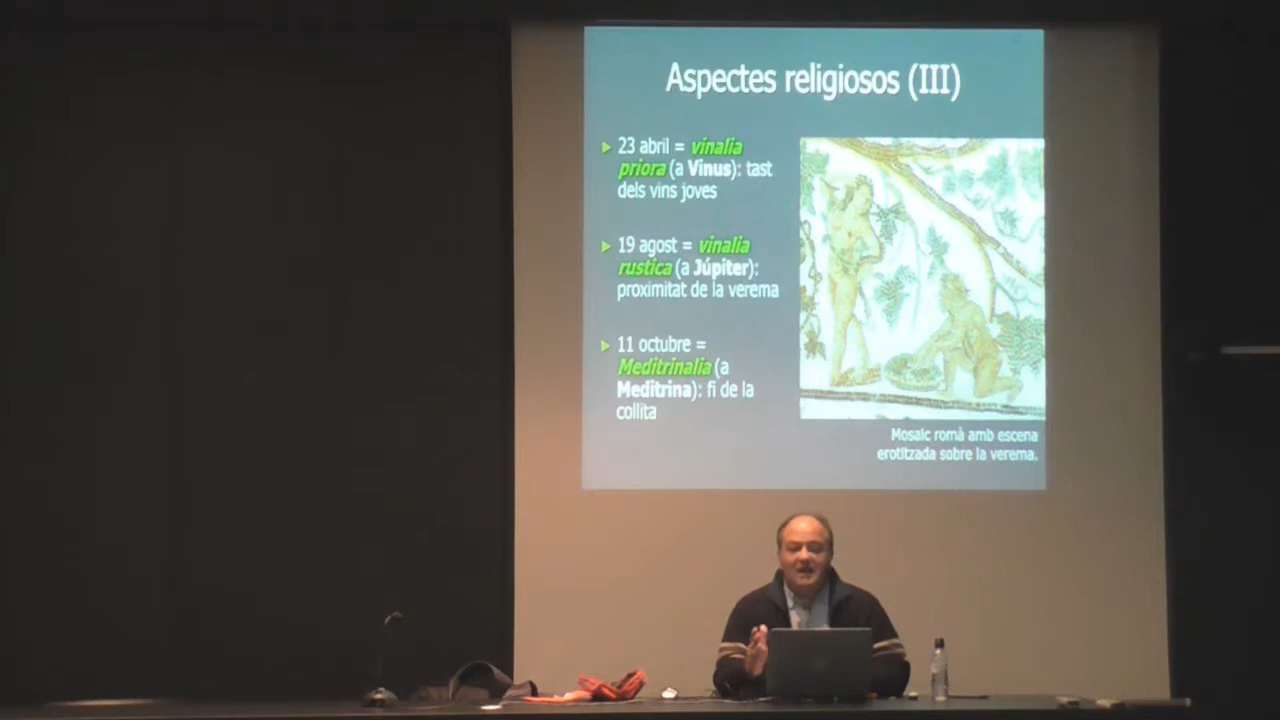 Aspectes religiosos (III)
23 abril = vinalia
priora (a Vinus): tast
dels vins joves
19 agost = vinalia
rustica (a Júpiter):
proximitat de la verema
11 octubre =
Meditrinalia (a
Meditrina): fi de la
collita
Mosaic romà amb escena
erotitzada sobre la verema.